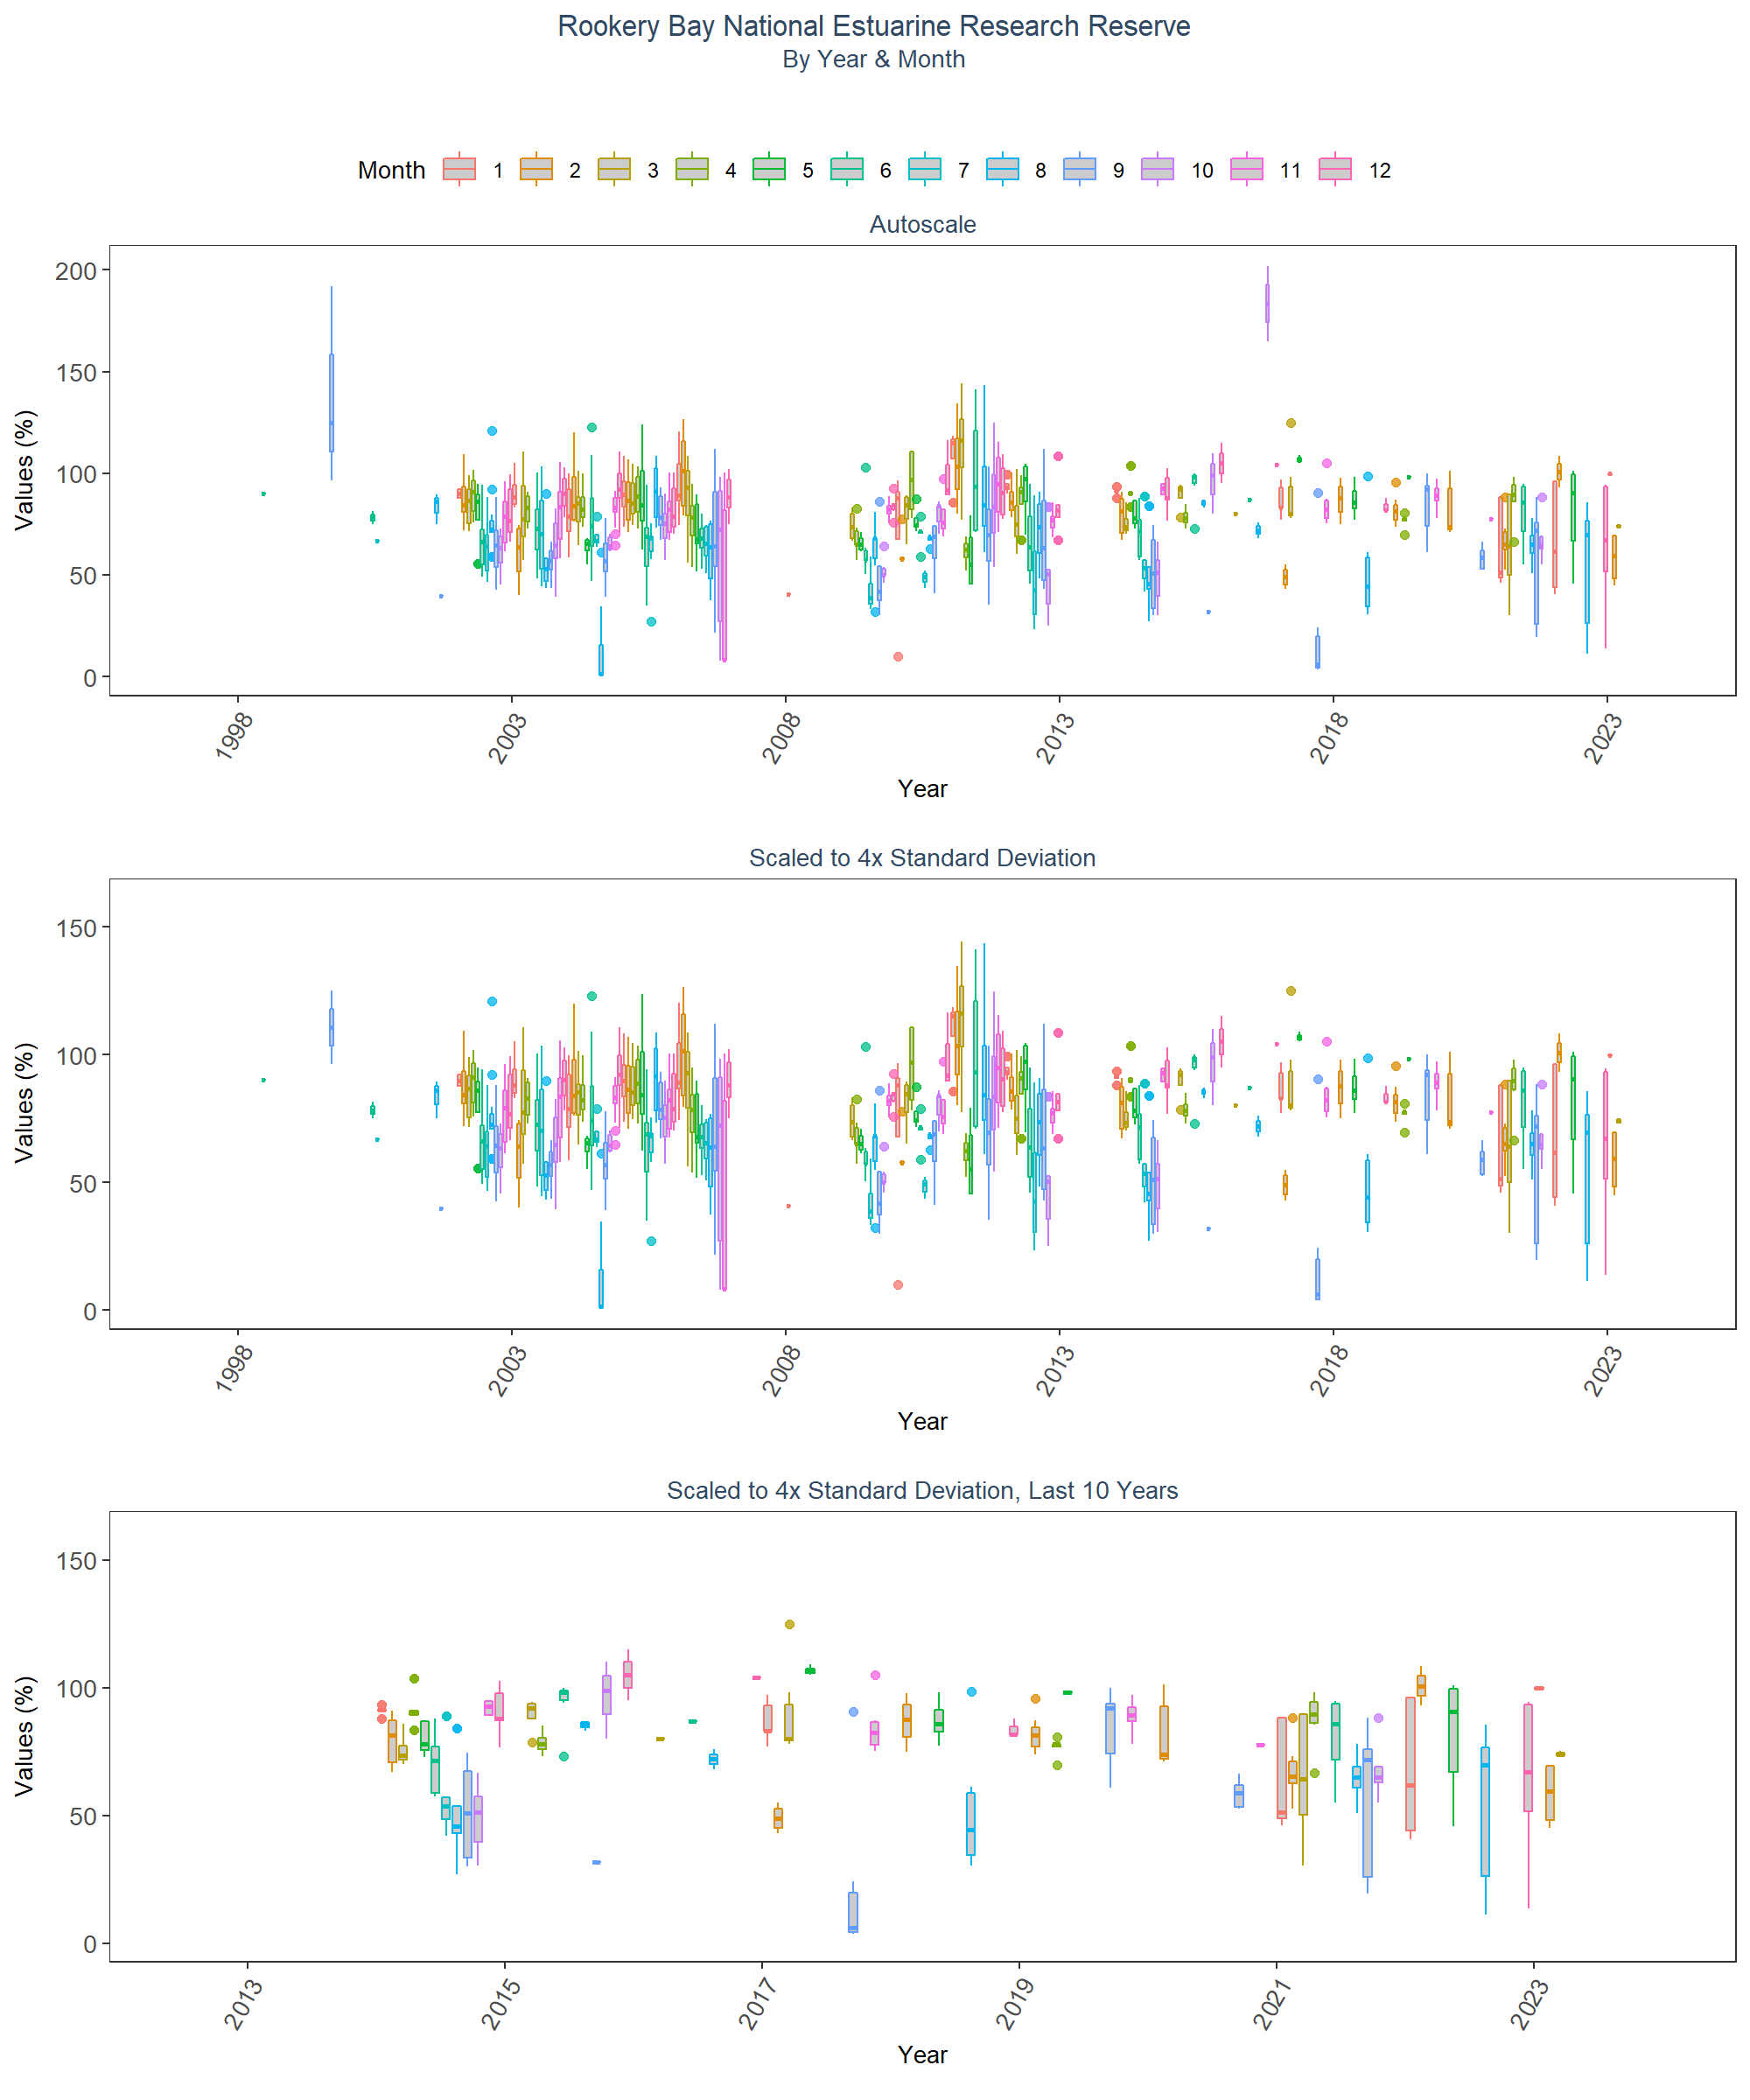 Rookery Bay National Estuarine Research Reserve
By Year & Month
Month 1 2 3 4 5 6 7 8 9 10 11 12
Autoscale
Values (%)
200
150
100
50
0
1998 2003 2008 2013 2018 2023
Year
Scaled to 4x Standard Deviation
Values (%)
150
100
50
0
1998 2003 2008 2013 2018 2023
Year
Scaled to 4x Standard Deviation, Last 10 Years
Values (%)
150
100
50
0
2013 2015 2017 2019 2021 2023
Year